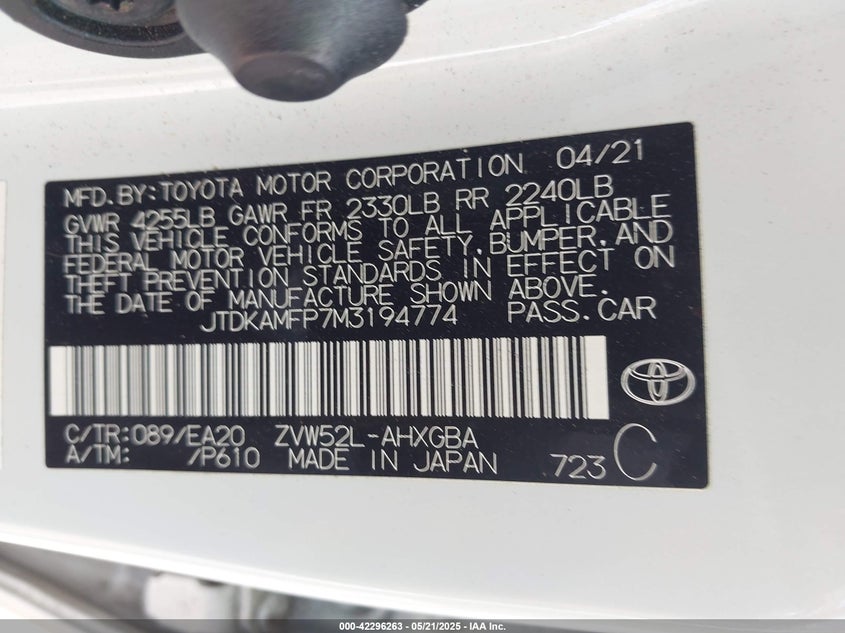 MFD.BY:TOYOTA MOTOR CORPORATION 04/21
GVWR 4255LB GAWR FR 2330LB RR 2240LB
THIS VEHICLE CONFORMS TO ALL APPLICABLE
FEDERAL MOTOR VEHICLE SAFETY,BUMPER,AND
THEFT PREVENTION STANDARDS IN EFFECT ON
THE DATE OF MANUFACTURE SHOWN ABOVE.
JTDKAMFP7M3194774 PASS.CAR
C/TR:089/EA20 ZVW52L-AHXGBA
A/TM: /P610 MADE IN JAPAN 723 C
000-42296263 - 05/21/2025 - IAA Inc.